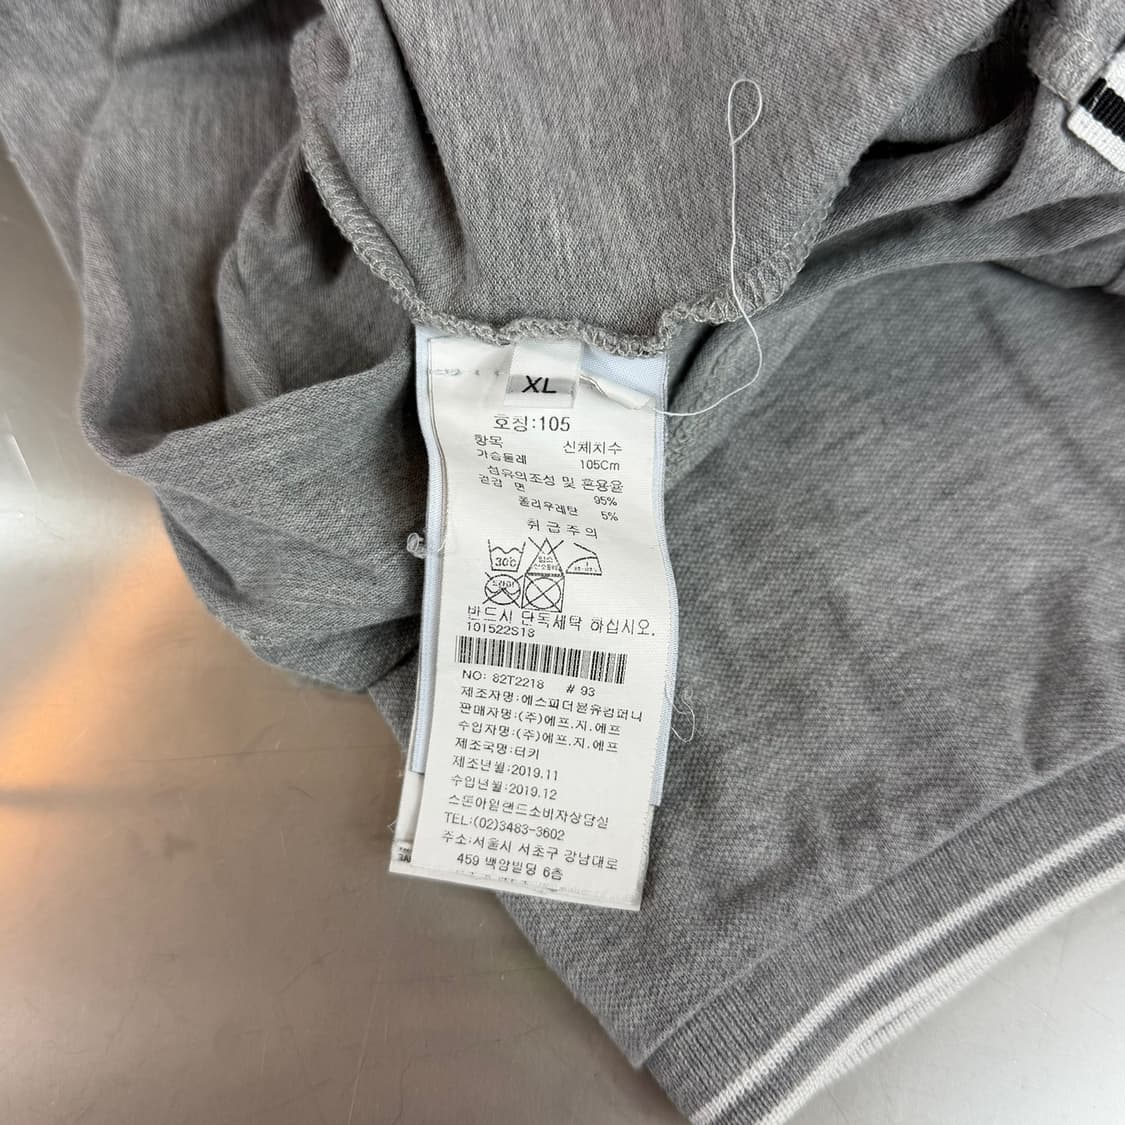 XL
호칭:105
항목 신체치수
가슴둘레 105Cm
섬유의조성 및 혼용율
겉감 면 95%
폴리우레탄 5%
취급주의
30℃
드라이
반드시 단독세탁 하십시오.
101522S18
NO: 82T2218 # 93
제조자명:에스피더블유컴퍼니
판매자명:(주)에프.지.에프
수입자명:(주)에프.지.에프
제조국명:터키
제조년월:2019.11
수입년월:2019.12
스톤아일랜드소비자상담실
TEL:(02)3483-3602
주소:서울시 서초구 강남대로
459 백암빌딩 6층